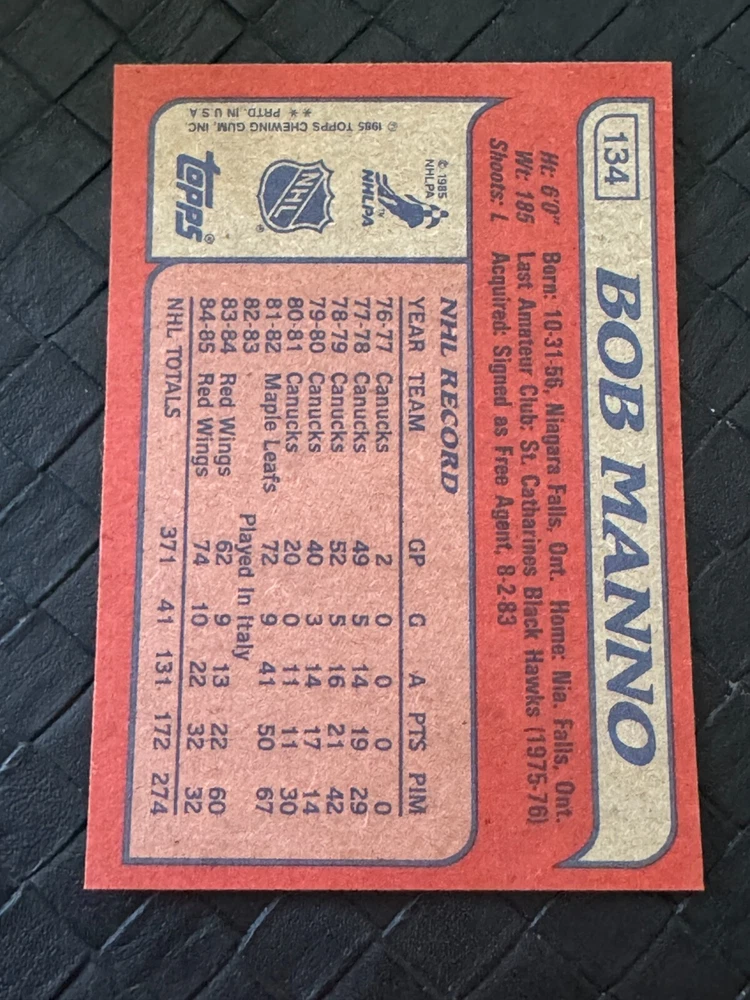 134
BOB MANNO
Ht: 6'0" Born: 10-31-56, Niagara Falls, Ont. Home: Nia. Falls, Ont.
Wt: 185 Last Amateur Club: St. Catharines Black Hawks (1975-76)
Shoots: L Acquired: Signed as Free Agent, 8-2-83
© 1985
NHLPA
NHLPA
TM
NHL
®
topps®
© 1985 TOPPS CHEWING GUM, INC.
** PRTD. IN U.S.A
NHL RECORD
YEAR TEAM GP G A PTS PIM
76-77 Canucks 2 0 0 0 0
77-78 Canucks 49 5 14 19 29
78-79 Canucks 52 5 16 21 42
79-80 Canucks 40 3 14 17 14
80-81 Canucks 20 0 11 11 30
81-82 Maple Leafs 72 9 41 50 67
82-83 Played In Italy
83-84 Red Wings 62 9 13 22 60
84-85 Red Wings 74 10 22 32 32
NHL TOTALS 371 41 131. 172 274